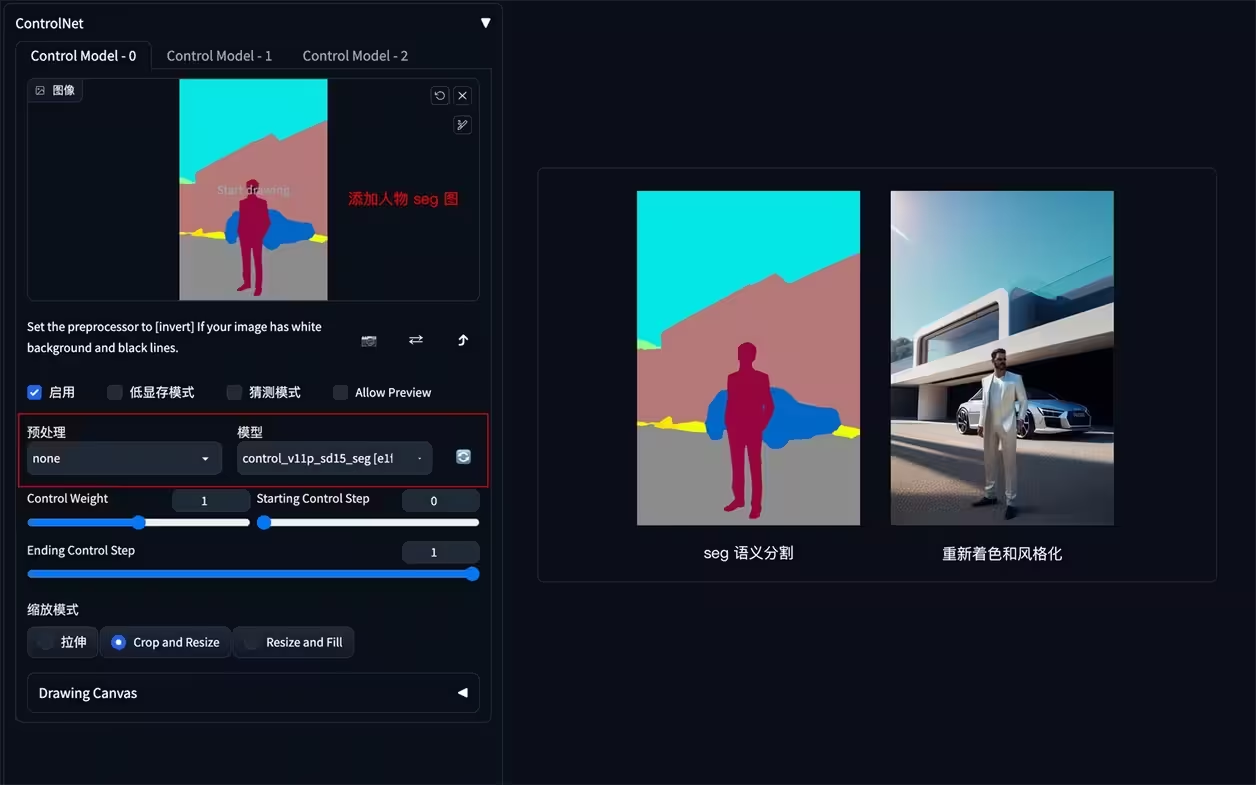 ControlNet
Control Model - 0
Control Model - 1
Control Model - 2
图像
Start drawing
添加人物 seg 图
Set the preprocessor to [invert] If your image has white
background and black lines.
启用
低显存模式
猜测模式
Allow Preview
预处理
模型
none
control_v11p_sd15_seg [e1f
Control Weight
1
Starting Control Step
0
Ending Control Step
1
缩放模式
拉伸
Crop and Resize
Resize and Fill
Drawing Canvas
seg 语义分割
重新着色和风格化